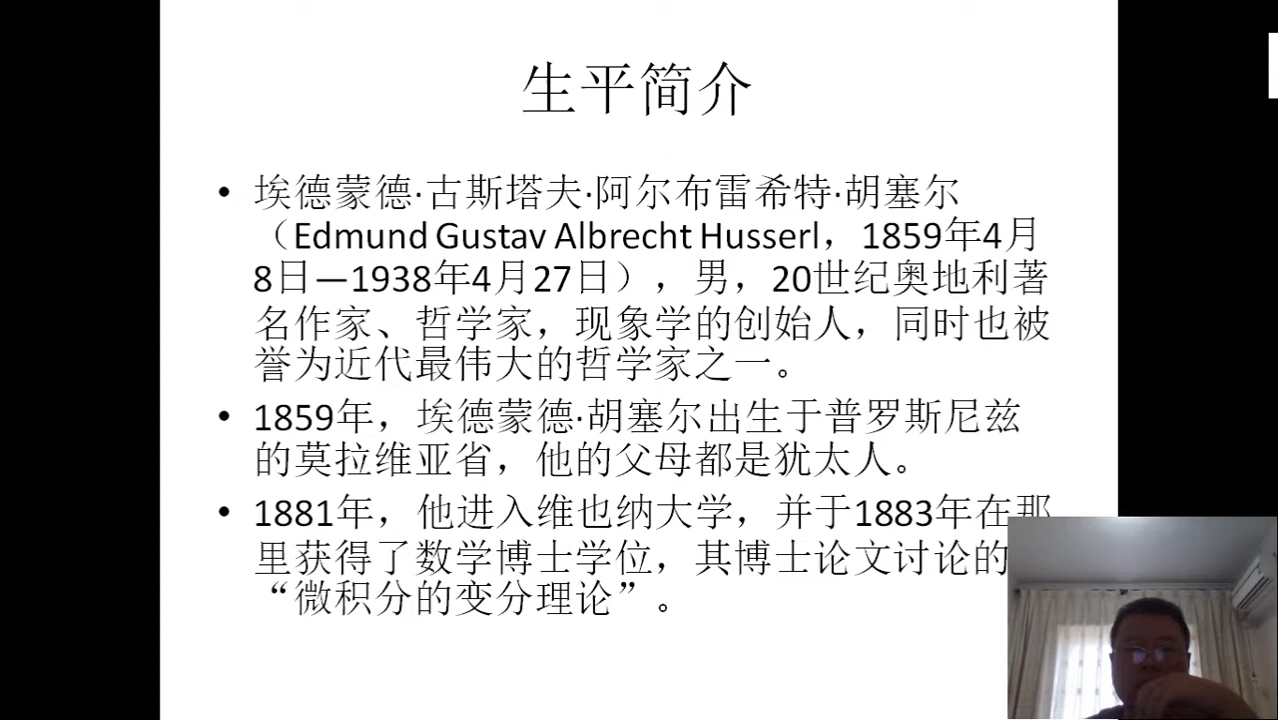 生平简介
• 埃德蒙德·古斯塔夫·阿尔布雷希特·胡塞尔
（Edmund Gustav Albrecht Husserl，1859年4月
8日—1938年4月27日），男，20世纪奥地利著
名作家、哲学家，现象学的创始人，同时也被
誉为近代最伟大的哲学家之一。
• 1859年，埃德蒙德·胡塞尔出生于普罗斯尼兹
的莫拉维亚省，他的父母都是犹太人。
• 1881年，他进入维也纳大学，并于1883年在那
里获得了数学博士学位，其博士论文讨论的
“微积分的变分理论”。